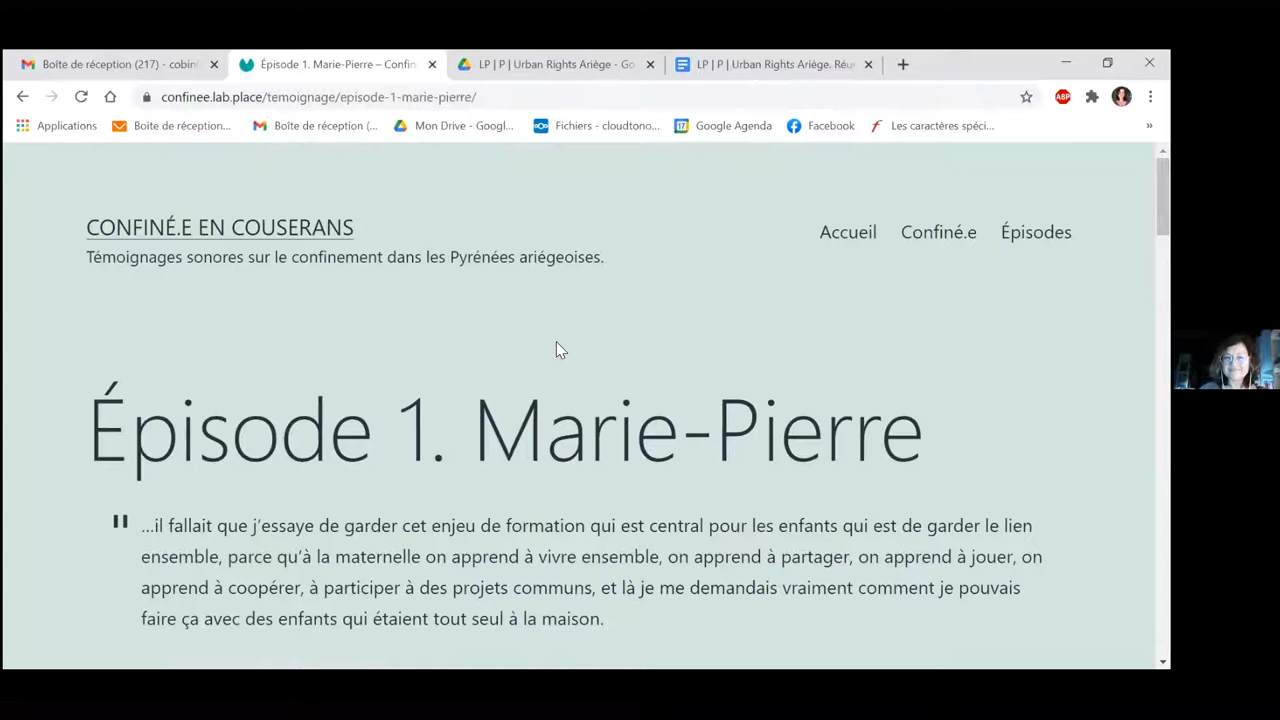 Boîte de réception (217) - cobin
Épisode 1. Marie-Pierre – Confin
LP | P | Urban Rights Ariège - Go
LP | P | Urban Rights Ariège. Réu
confinee.lab.place/temoignage/episode-1-marie-pierre/
ABP
Applications
Boite de réception...
Boîte de réception (...
Mon Drive - Googl...
Fichiers - cloudtono...
17
Google Agenda
Facebook
Les caractères spéci...
»
CONFINÉ.E EN COUSERANS
Témoignages sonores sur le confinement dans les Pyrénées ariégeoises.
Accueil
Confiné.e
Épisodes
Épisode 1. Marie-Pierre
" …il fallait que j’essaye de garder cet enjeu de formation qui est central pour les enfants qui est de garder le lien
ensemble, parce qu’à la maternelle on apprend à vivre ensemble, on apprend à partager, on apprend à jouer, on
apprend à coopérer, à participer à des projets communs, et là je me demandais vraiment comment je pouvais
faire ça avec des enfants qui étaient tout seul à la maison.